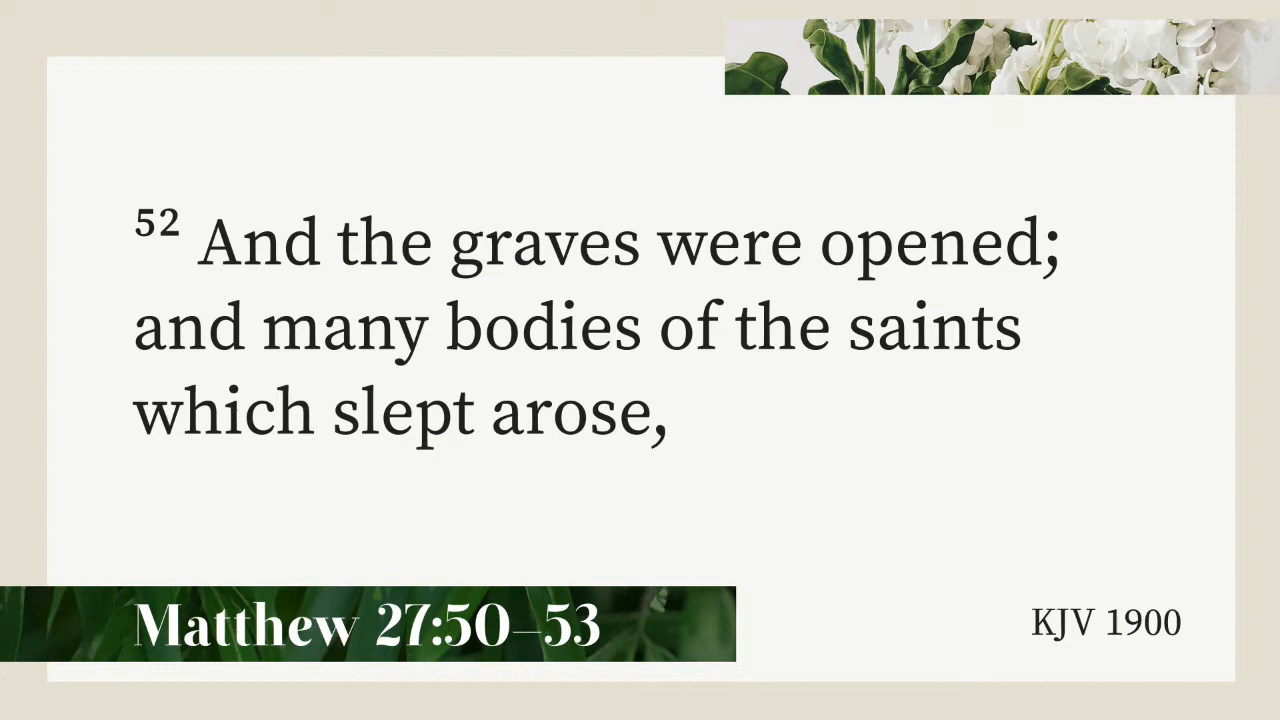 52 And the graves were opened;
and many bodies of the saints
which slept arose,
Matthew 27:50–53
KJV 1900